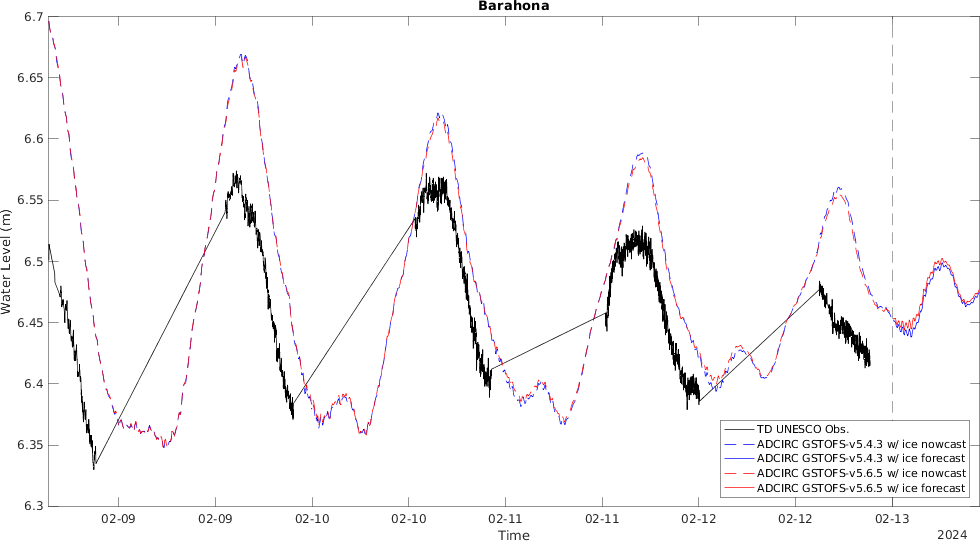 Barahona
6.7
6.65
6.6
6.55
6.5
6.45
6.4
6.35
6.3
Water Level (m)
02-09
02-09
02-10
02-10
02-11
02-11
02-12
02-12
02-13
Time
2024
TD UNESCO Obs.
ADCIRC GSTOFS-v5.4.3 w/ ice nowcast
ADCIRC GSTOFS-v5.4.3 w/ ice forecast
ADCIRC GSTOFS-v5.6.5 w/ ice nowcast
ADCIRC GSTOFS-v5.6.5 w/ ice forecast